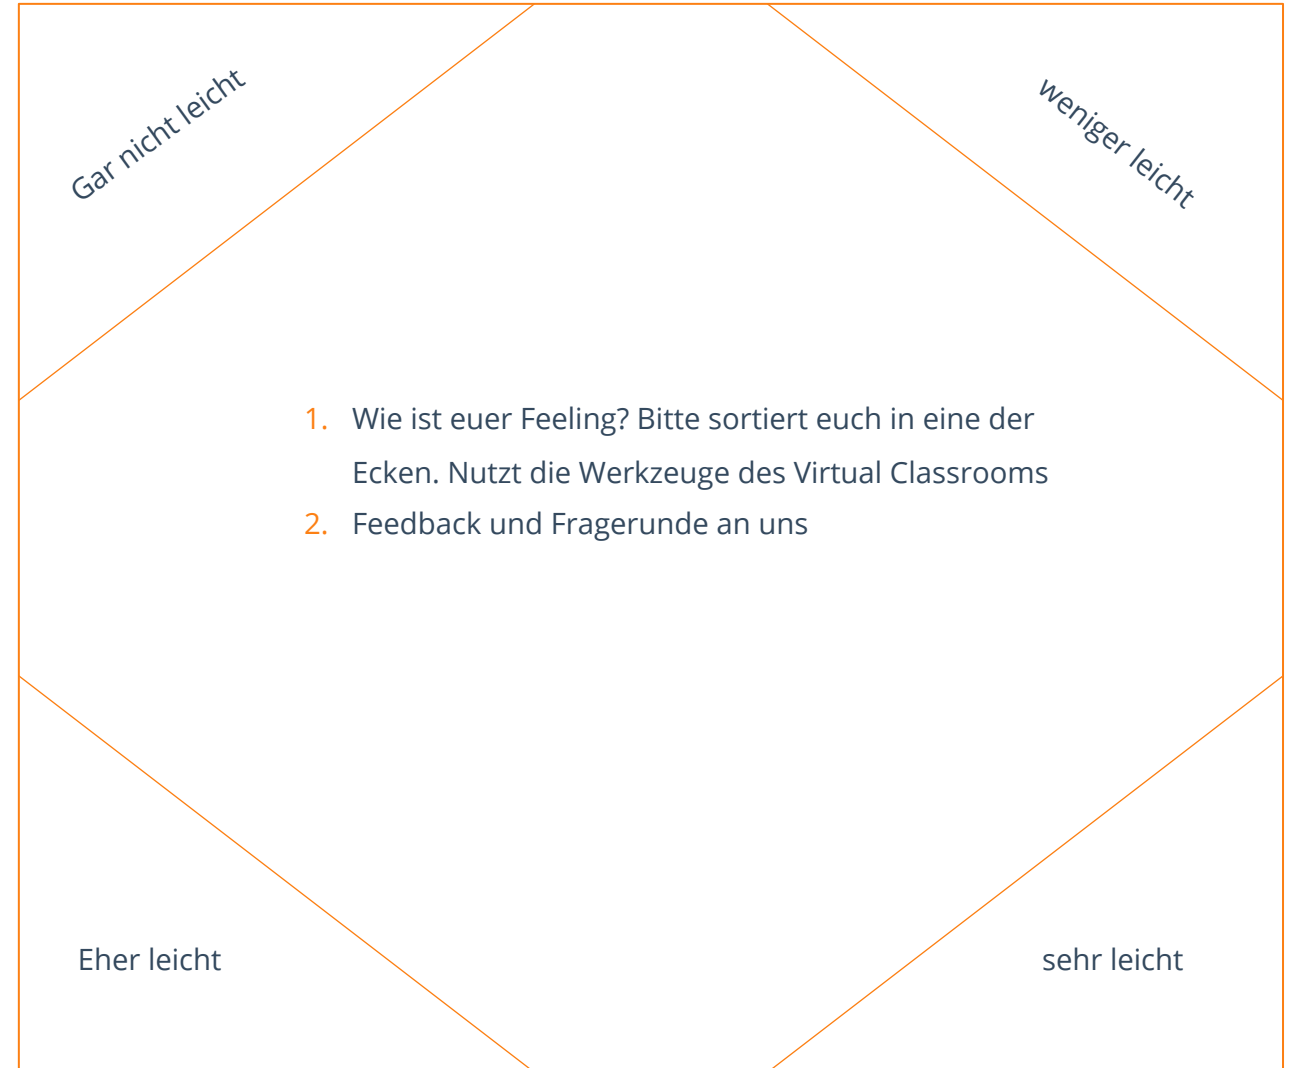 Gar nicht leicht
weniger leicht
1. Wie ist euer Feeling? Bitte sortiert euch in eine der
Ecken. Nutzt die Werkzeuge des Virtual Classrooms
2. Feedback und Fragerunde an uns
Eher leicht
sehr leicht